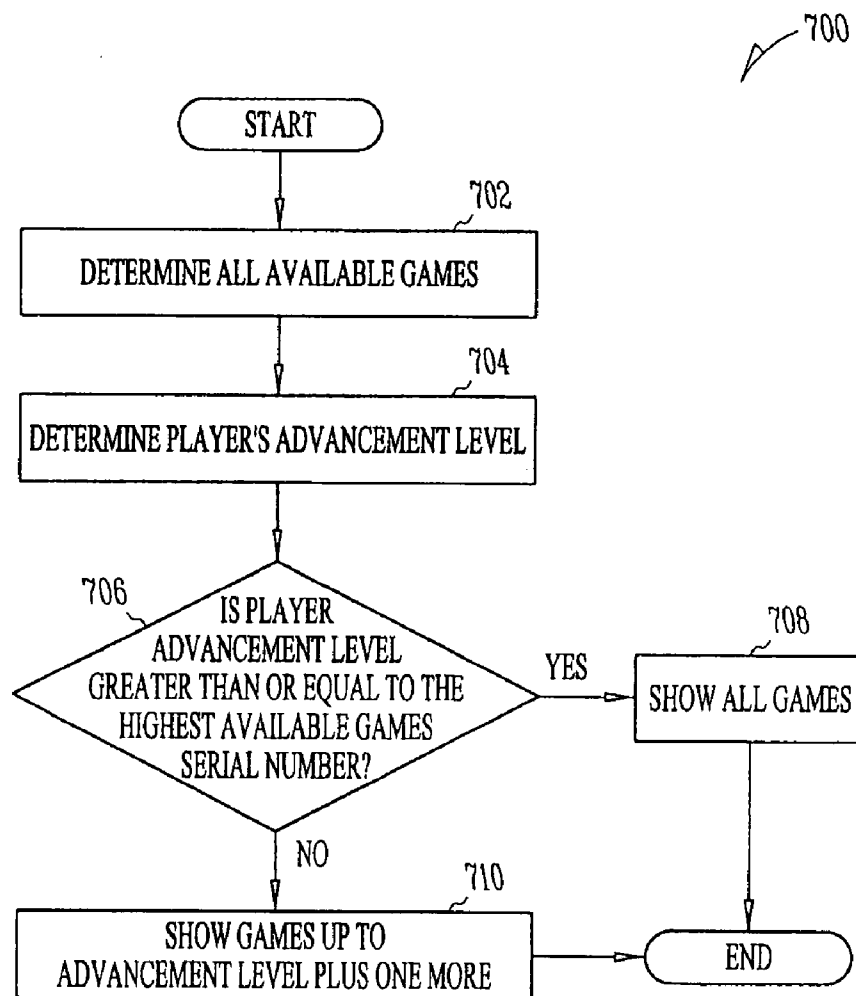 700
START
702
DETERMINE ALL AVAILABLE GAMES
704
DETERMINE PLAYER'S ADVANCEMENT LEVEL
706
IS PLAYER
ADVANCEMENT LEVEL
GREATER THAN OR EQUAL TO THE
HIGHEST AVAILABLE GAMES
SERIAL NUMBER?
YES
708
SHOW ALL GAMES
NO
710
SHOW GAMES UP TO
ADVANCEMENT LEVEL PLUS ONE MORE
END